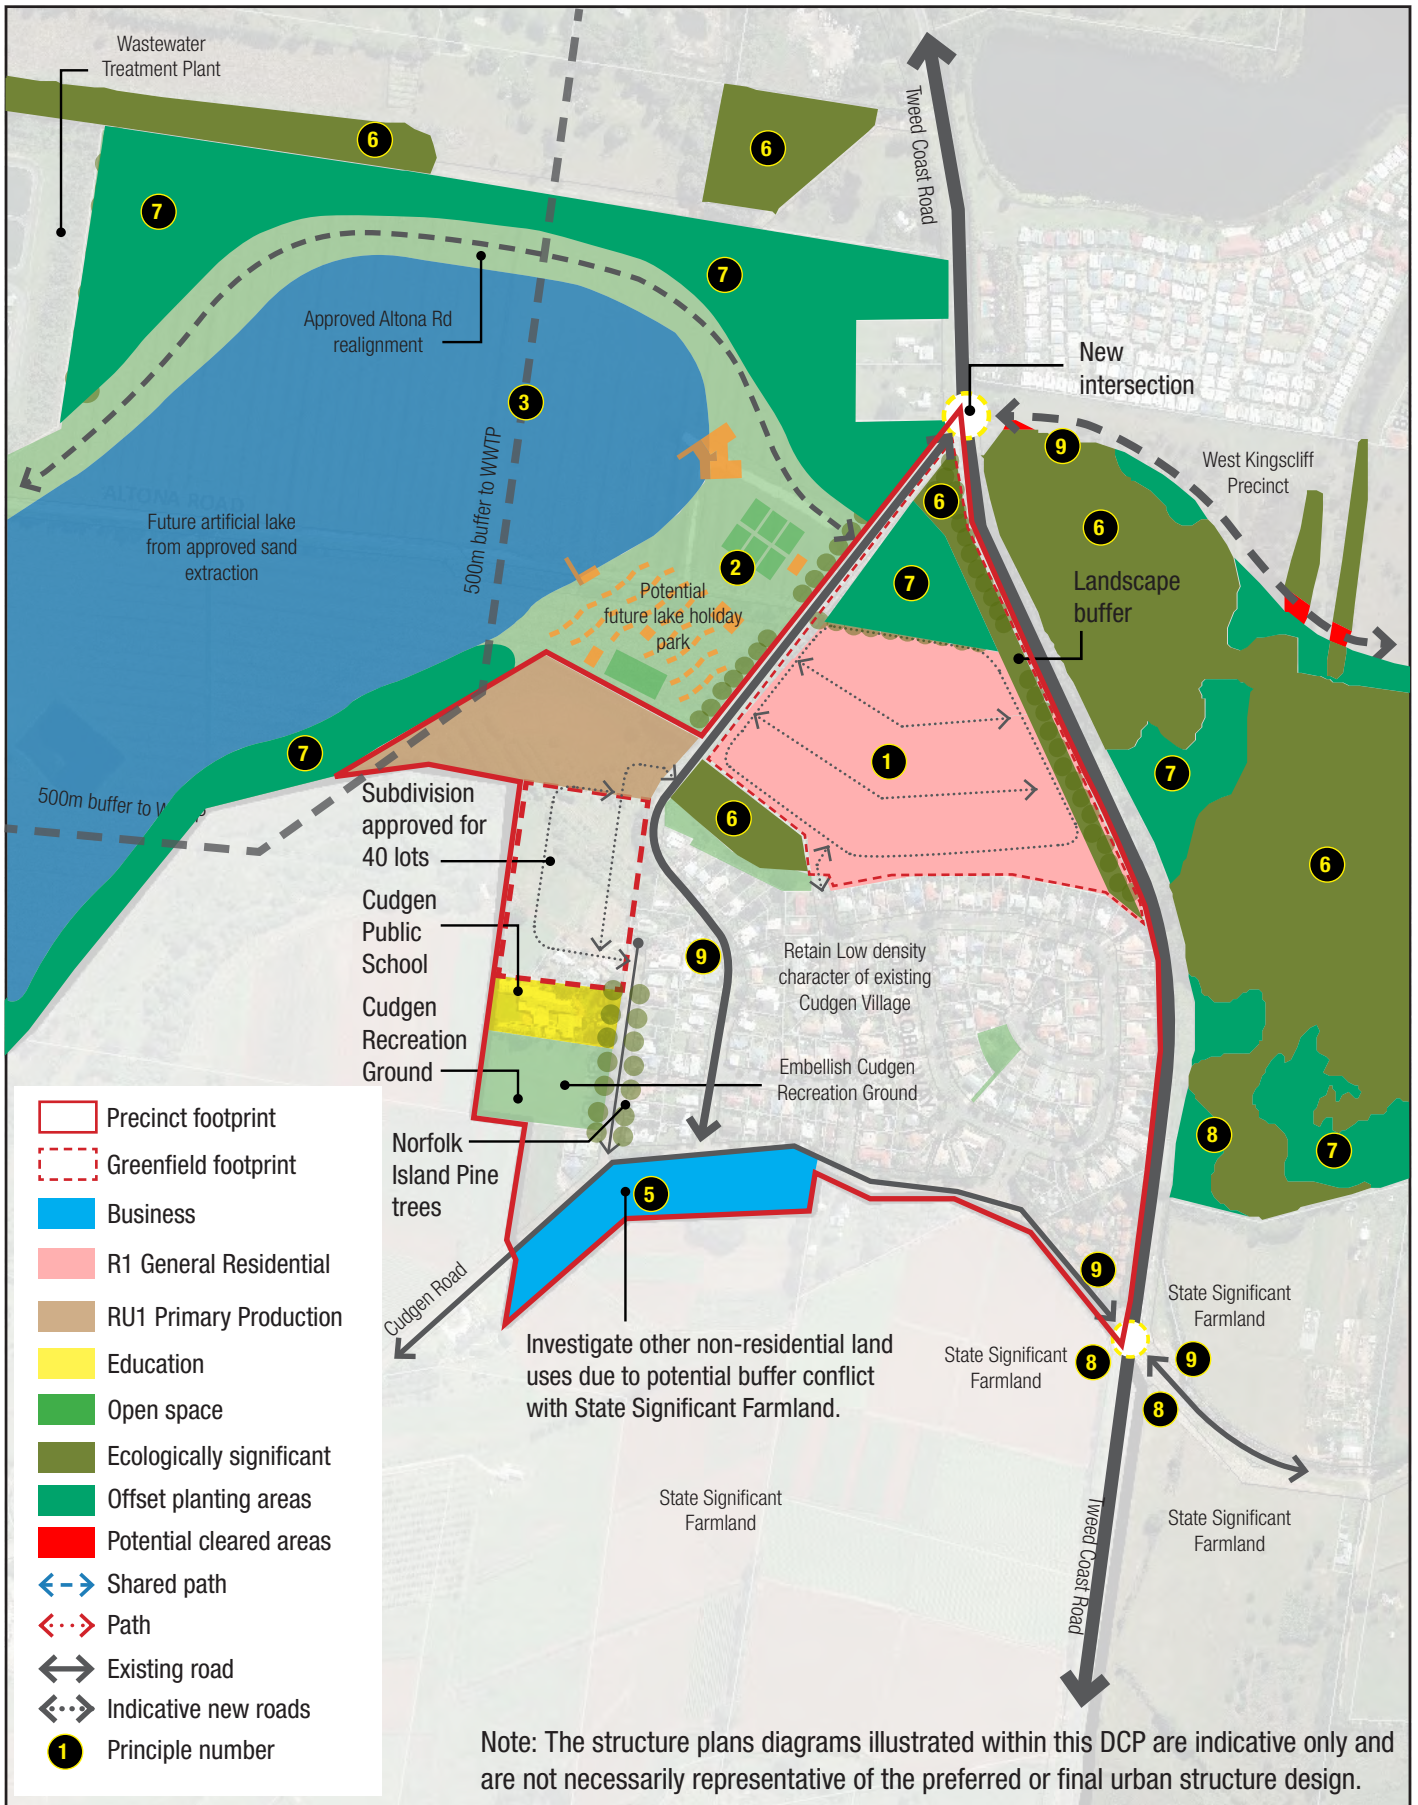 Wastewater
Treatment Plant
6
6
7
7
Tweed Coast Road
Approved Altona Rd
realignment
3
500m buffer to WWTP
New
intersection
9
West Kingscliff
Precinct
ALTONA ROAD
Future artificial lake
from approved sand
extraction
6
6
2
7
Potential
future lake holiday
park
Landscape
buffer
7
1
7
500m buffer to W
Subdivision
approved for
40 lots
6
6
Cudgen
Public
School
9
Retain Low density
character of existing
Cudgen Village
Cudgen
Recreation
Ground
Embellish Cudgen
Recreation Ground
Norfolk
Island Pine
trees
8
7
5
Cudgen Road
9
State Significant
Farmland
Investigate other non-residential land
uses due to potential buffer conflict
with State Significant Farmland.
State Significant
Farmland
8
9
8
State Significant
Farmland
State Significant
Farmland
Tweed Coast Road
Precinct footprint
Greenfield footprint
Business
R1 General Residential
RU1 Primary Production
Education
Open space
Ecologically significant
Offset planting areas
Potential cleared areas
Shared path
Path
Existing road
Indicative new roads
1
Principle number
Note: The structure plans diagrams illustrated within this DCP are indicative only and
are not necessarily representative of the preferred or final urban structure design.